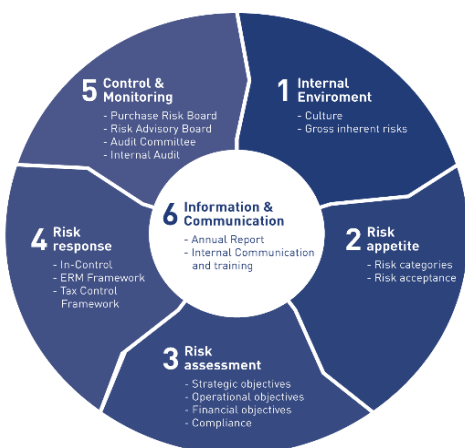 1 Internal
Enviroment
- Culture
- Gross inherent risks
2 Risk
appetite
- Risk categories
- Risk acceptance
3 Risk
assessment
- Strategic objectives
- Operational objectives
- Financial objectives
- Compliance
4 Risk
response
- In-Control
- ERM Framework
- Tax Control
Framework
5 Control &
Monitoring
- Purchase Risk Board
- Risk Advisory Board
- Audit Committee
- Internal Audit
6 Information &
Communication
- Annual Report
- Internal Communication
and training